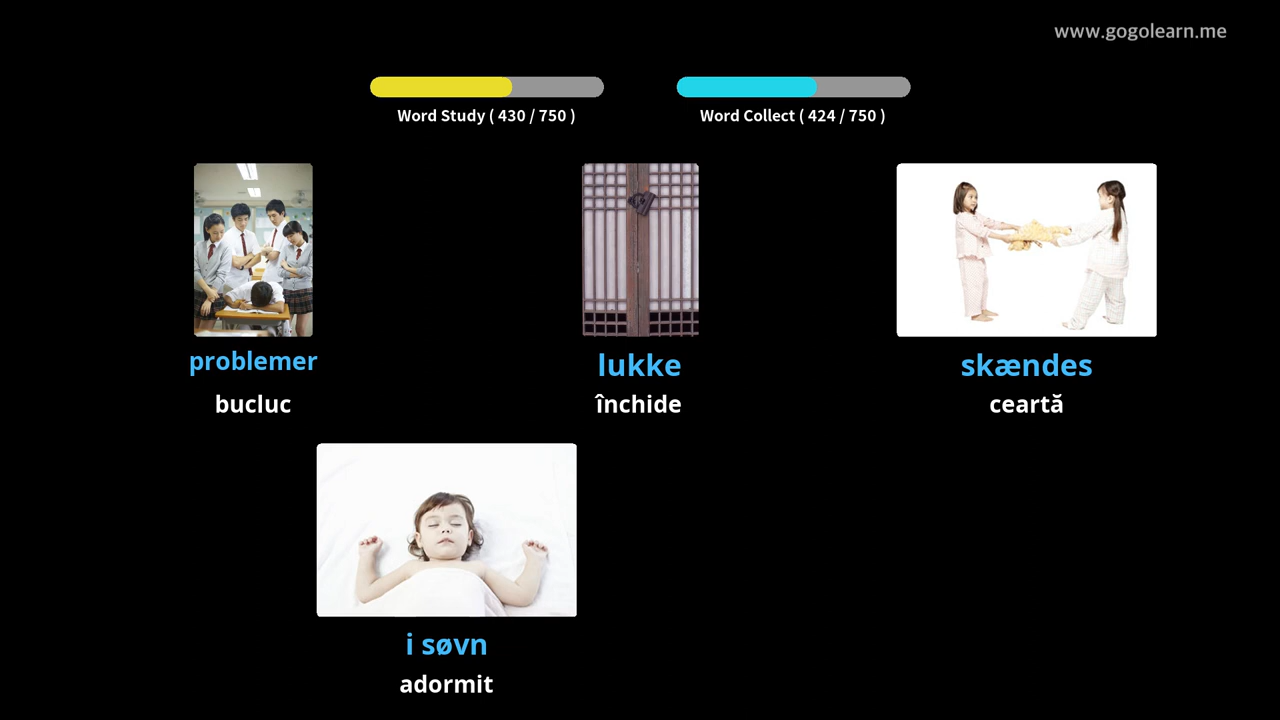 www.gogolearn.me
Word Study ( 430 / 750 )
Word Collect ( 424 / 750 )
problemer
bucluc
lukke
închide
skændes
ceartă
i søvn
adormit